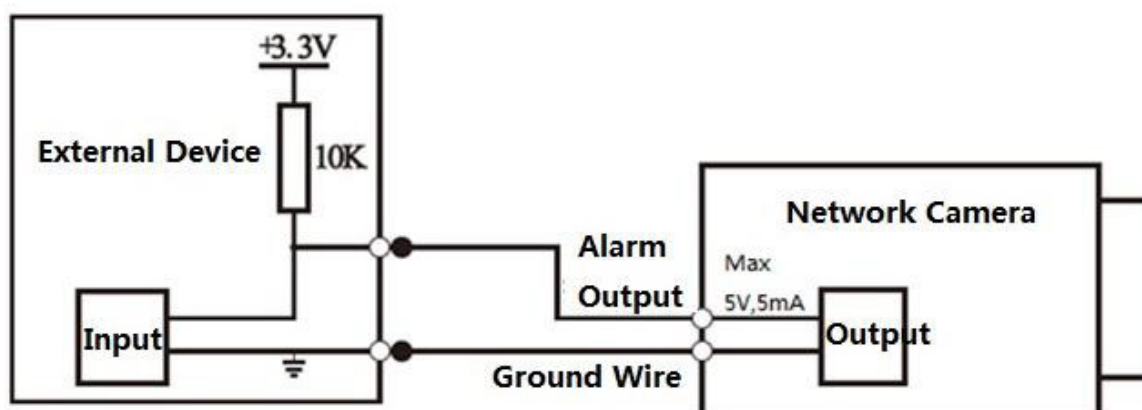 +3.3V
External Device
10K
Network Camera
Alarm
Output
Max
5V,5mA
Input
Output
Ground Wire